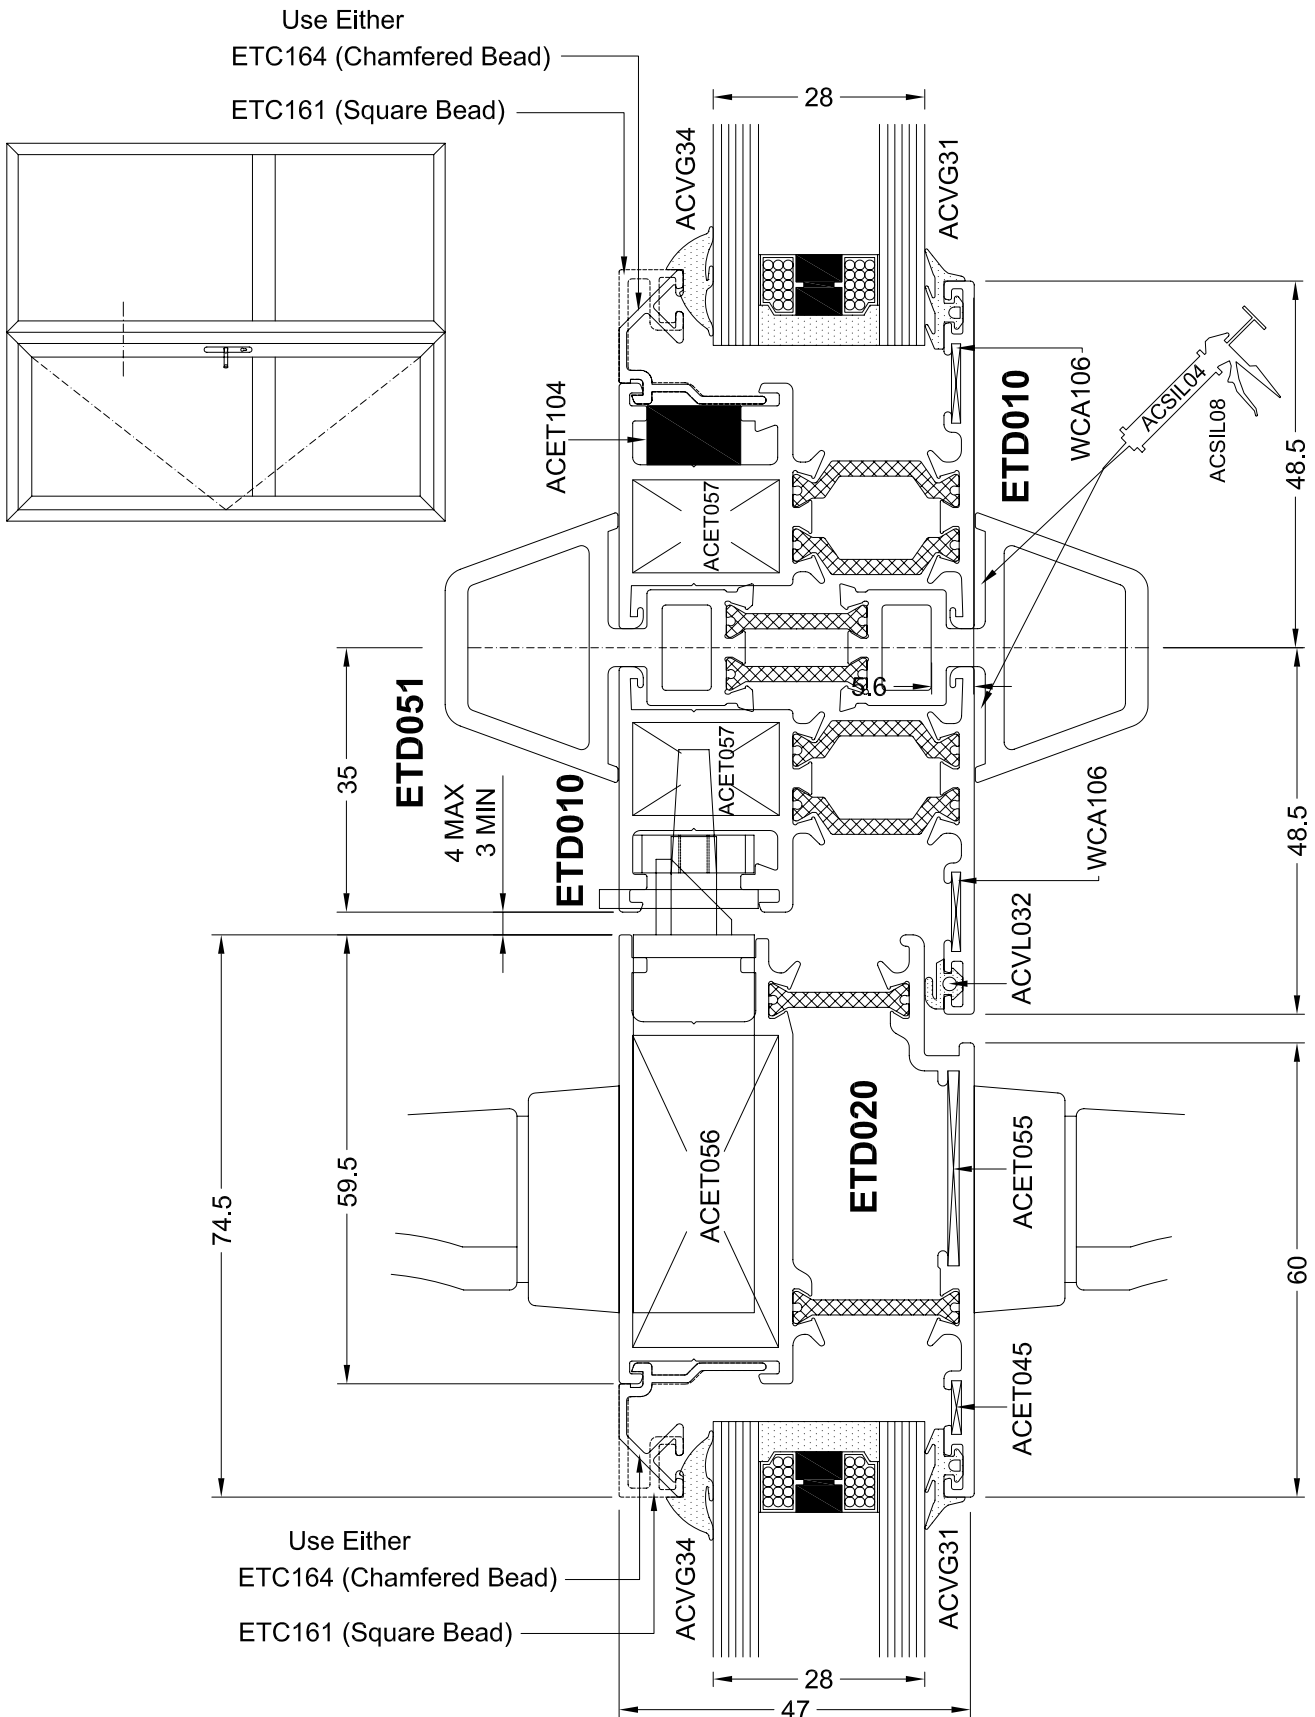 Use Either
ETC164 (Chamfered Bead)
ETC161 (Square Bead)
28
ACVG34
ACVG31
ACET104
ETD010
WCA106
ACSIL04
ACSIL08
48.5
ACET057
5.6
ETD051
35
4 MAX
3 MIN
ETD010
ACET057
WCA106
48.5
ACVL032
74.5
59.5
ACET056
ETD020
ACET055
60
ACET045
Use Either
ETC164 (Chamfered Bead)
ETC161 (Square Bead)
ACVG34
ACVG31
28
47